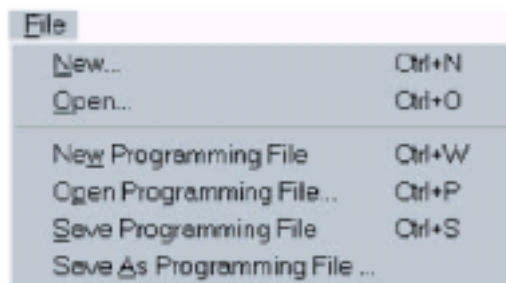 File
New... Ctrl+N
Open... Ctrl+O
New Programming File Ctrl+W
Open Programming File... Ctrl+P
Save Programming File Ctrl+S
Save As Programming File ...